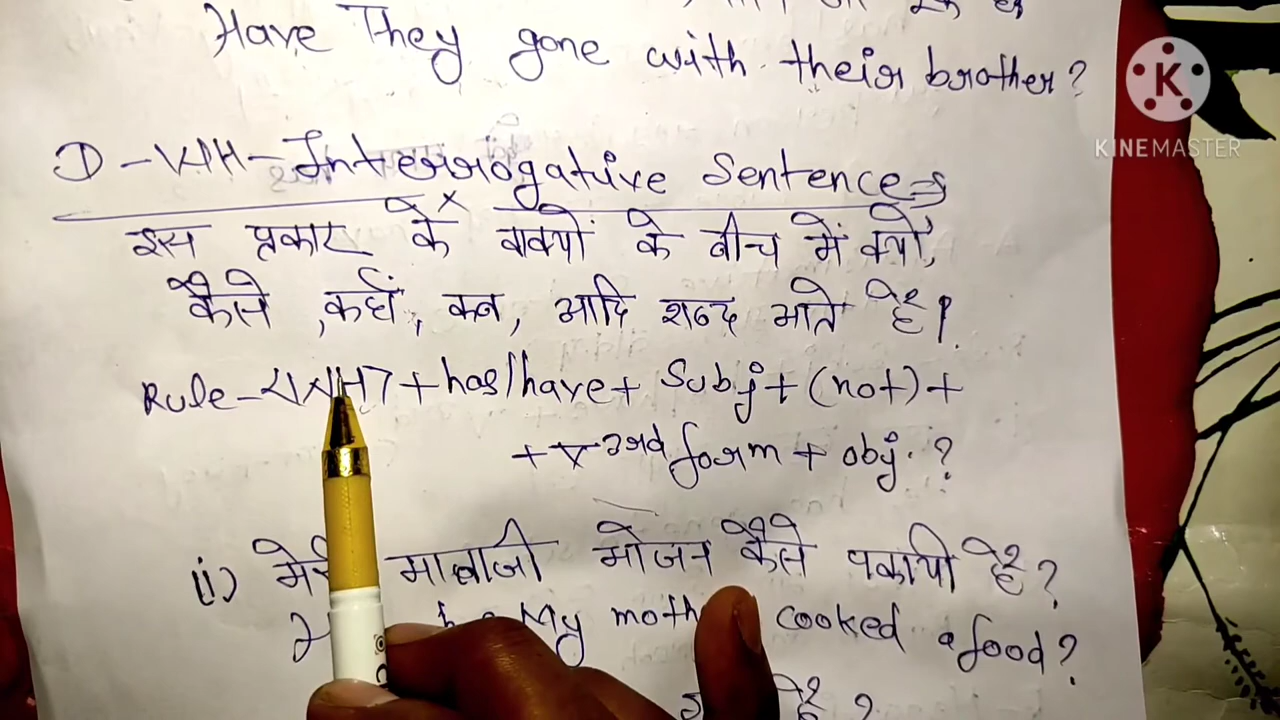 Have They gone with their brother?
D-WH-Interrogative Sentence⇒
इस प्रकार के वाक्यों के बीच में क्यों,
कैसे, कहाँ, कब, आदि शब्द आते है।
Rule-<WH7+has/have+ Subj+(not)+
+V 3rd form + obj.?
(i) माताजी भोजन कैसे पकायी है?
My cooked a food?
है?
K
KINEMASTER